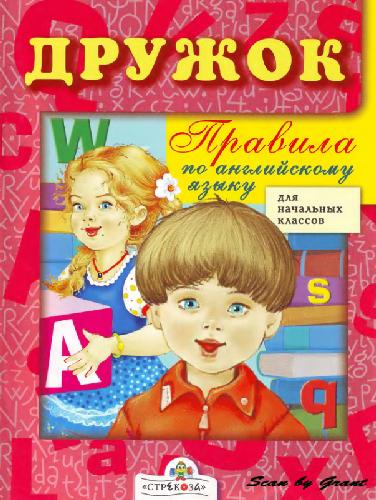 ДРУЖОК
W
Правила
по английскому
языку
для
начальных
классов
A
s
q
«СТРЕКОЗА»
Scan by Grant